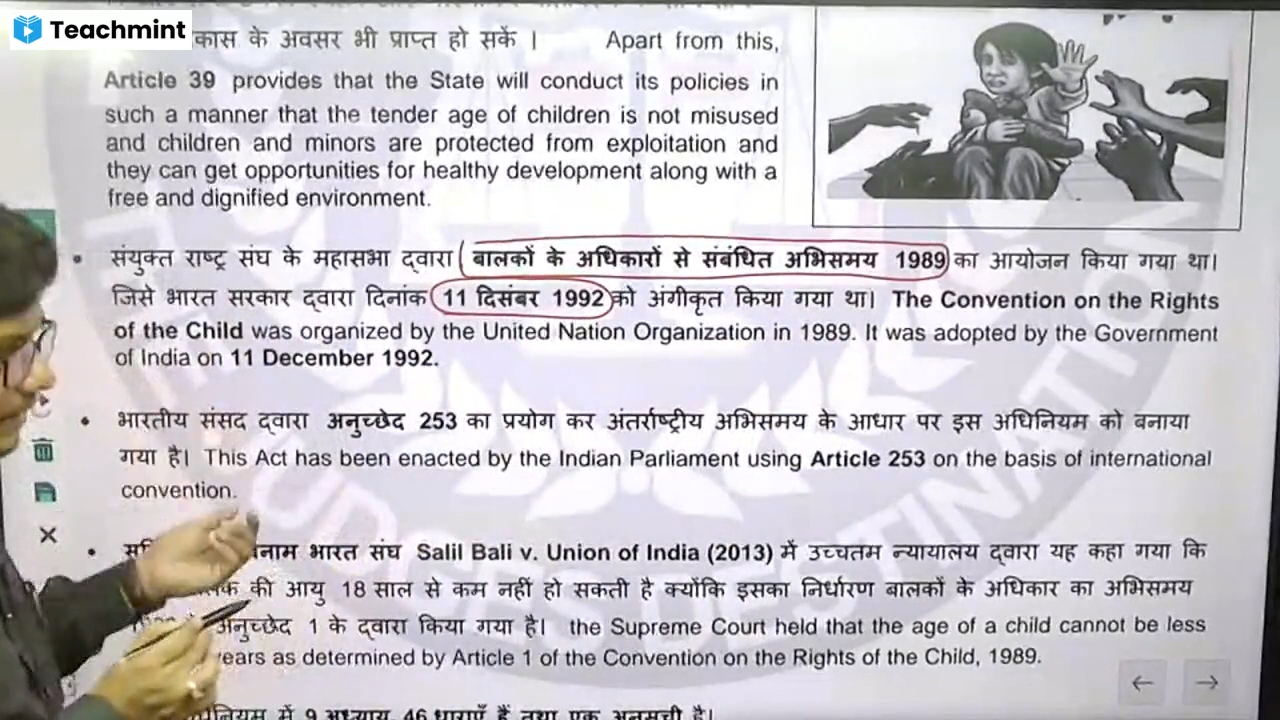 Teachmint
कास के अवसर भी प्राप्त हो सकें । Apart from this,
Article 39 provides that the State will conduct its policies in
such a manner that the tender age of children is not misused
and children and minors are protected from exploitation and
they can get opportunities for healthy development along with a
free and dignified environment.
• संयुक्त राष्ट्र संघ के महासभा द्वारा बालकों के अधिकारों से संबंधित अभिसमय 1989 का आयोजन किया गया था।
जिसे भारत सरकार द्वारा दिनांक 11 दिसंबर 1992 को अंगीकृत किया गया था। The Convention on the Rights
of the Child was organized by the United Nation Organization in 1989. It was adopted by the Government
of India on 11 December 1992.
• भारतीय संसद द्वारा अनुच्छेद 253 का प्रयोग कर अंतर्राष्ट्रीय अभिसमय के आधार पर इस अधिनियम को बनाया
गया है। This Act has been enacted by the Indian Parliament using Article 253 on the basis of international
convention.
• बनाम भारत संघ Salil Bali v. Union of India (2013) में उच्चतम न्यायालय द्वारा यह कहा गया कि
की आयु 18 साल से कम नहीं हो सकती है क्योंकि इसका निर्धारण बालकों के अधिकार का अभिसमय
अनुच्छेद 1 के द्वारा किया गया है। the Supreme Court held that the age of a child cannot be less
years as determined by Article 1 of the Convention on the Rights of the Child, 1989.
में 9 अध्याय 46 धाराएँ हैं तथा एक अनुसूची है।
JUDGES DESTINATION